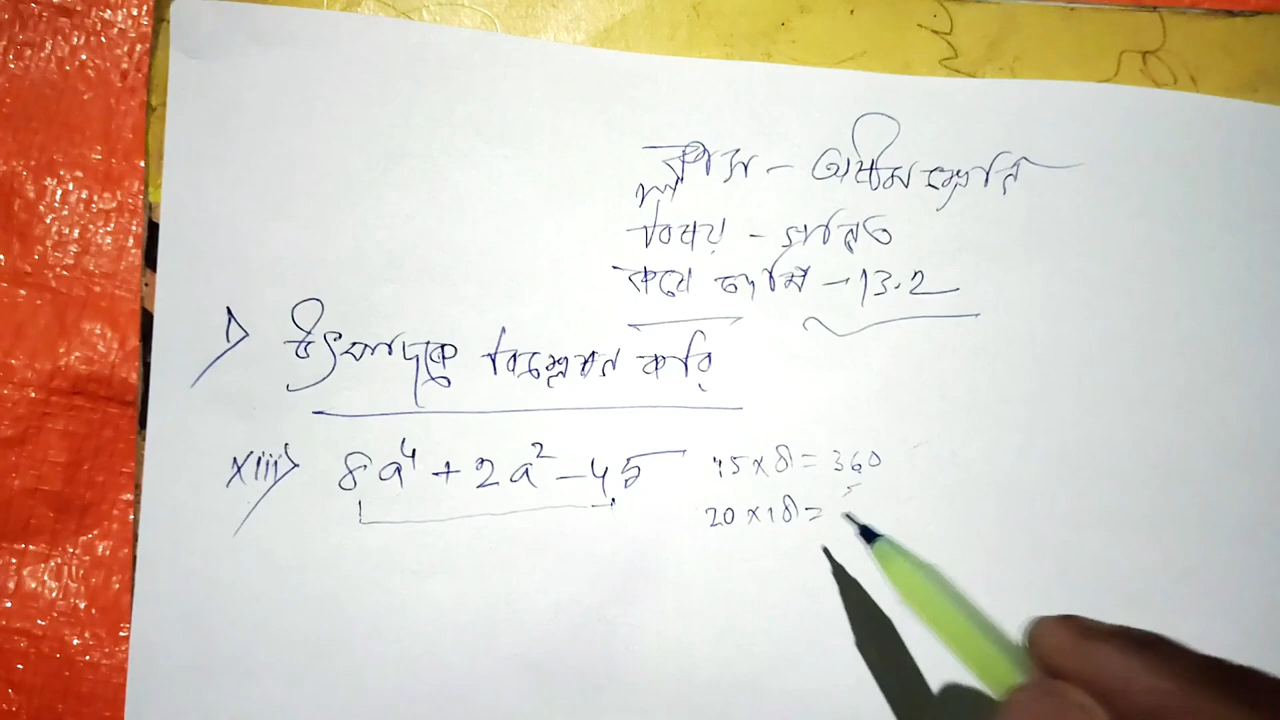 ক্লাস - অষ্টম শ্রেণি
বিষয় - গণিত
কষে দেখি - 13.2
1) উৎপাদকে বিশ্লেষণ করি
xiii) 8a⁴ + 2a² - 45
45 x 8 = 360
20 x 18 =